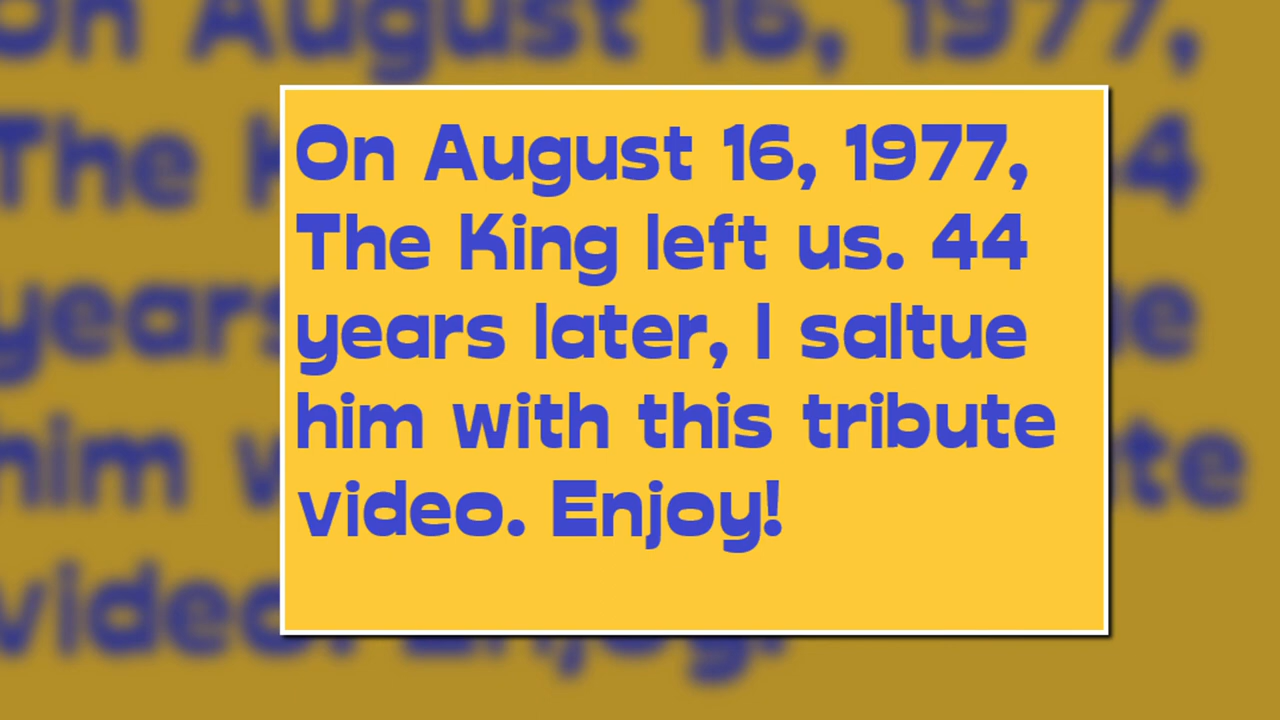 On August 16, 1977,
The King left us. 44
years later, I saltue
him with this tribute
video. Enjoy!